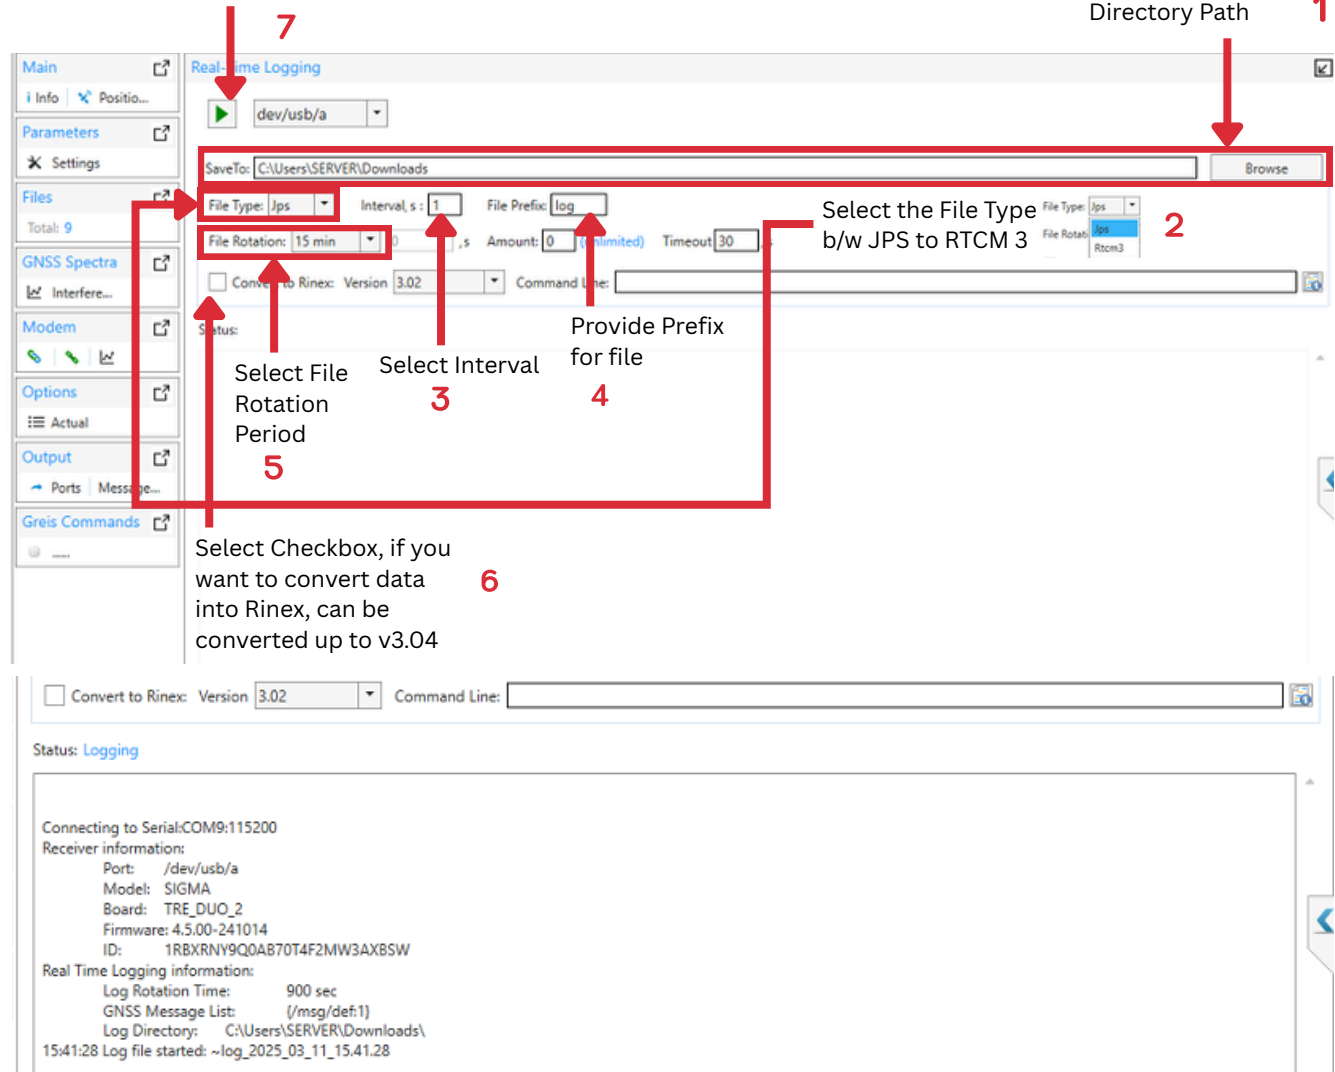 7
Directory Path
1
Main
i Info
Positio...
Parameters
Settings
Files
Total: 9
GNSS Spectra
Interfere...
Modem
Options
Actual
Output
Ports
Message...
Greis Commands
Logging
dev/usb/a
SaveTo: C:\Users\SERVER\Downloads
Browse
File Type: Jps
Interval, s : 1
File Prefix: log
File Rotation: 15 min
0 , s
Amount: 0
Timeout 30
Select the File Type
b/w JPS to RTCM 3
File Type: Jps
Jps
Rtcm3
2
Rinex: Version 3.02
Command
Provide Prefix
for file
4
Select Interval
3
Select File
Rotation
Period
5
Select Checkbox, if you
want to convert data
into Rinex, can be
converted up to v3.04
6
Convert to Rinex: Version 3.02
Command Line:
Status: Logging
Connecting to Serial:COM9:115200
Receiver information:
Port: /dev/usb/a
Model: SIGMA
Board: TRE_DUO_2
Firmware: 4.5.00-241014
ID: 1RBXRNY9Q0AB70T4F2MW3AXBSW
Real Time Logging information:
Log Rotation Time: 900 sec
GNSS Message List: {/msg/def:1}
Log Directory: C:\Users\SERVER\Downloads\
15:41:28 Log file started: ~log_2025_03_11_15.41.28